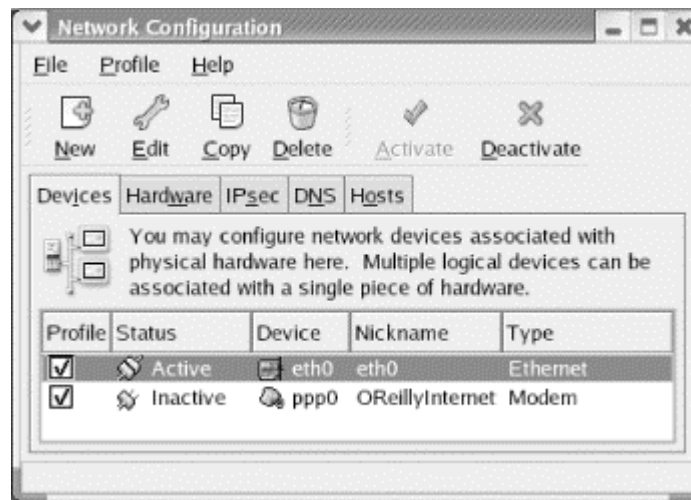 Network Configuration
File Profile Help
New Edit Copy Delete Activate Deactivate
Devices Hardware IPsec DNS Hosts
You may configure network devices associated with
physical hardware here. Multiple logical devices can be
associated with a single piece of hardware.
Profile Status Device Nickname Type
Active eth0 eth0 Ethernet
Inactive ppp0 OReillyInternet Modem